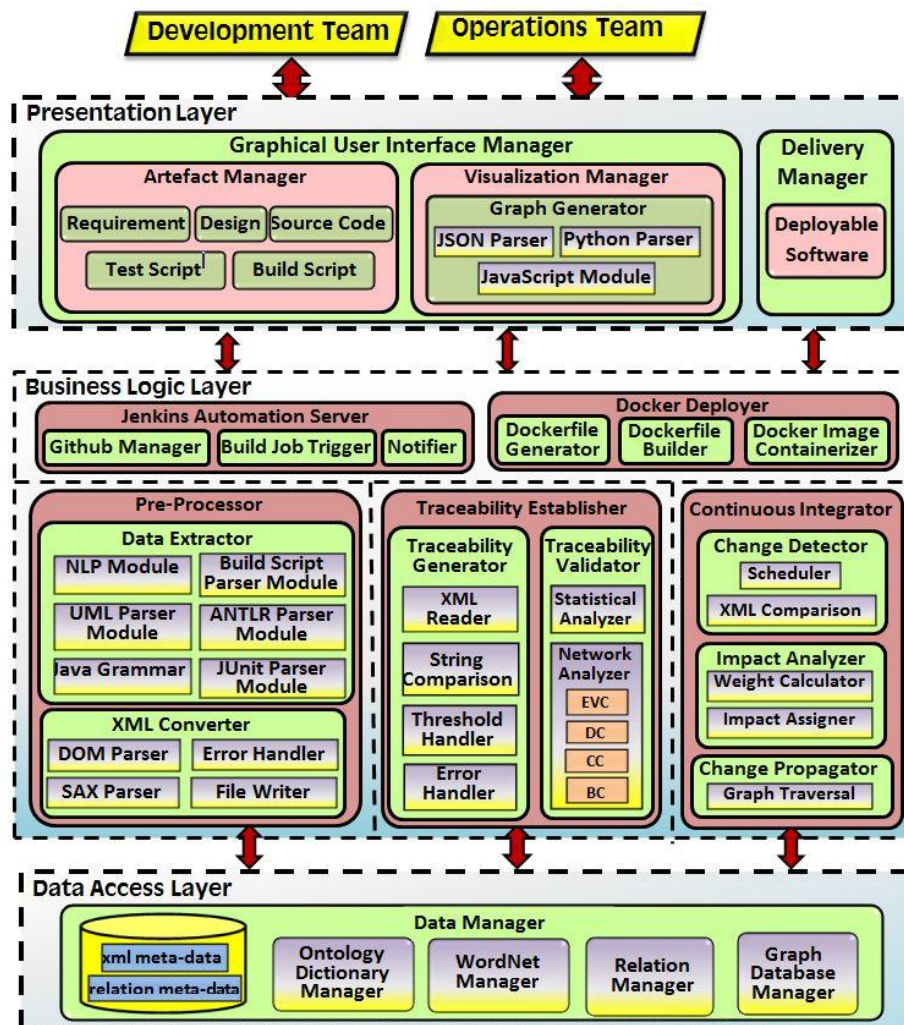 Development Team
Operations Team
Presentation Layer
Graphical User Interface Manager
Artefact Manager
Requirement
Design
Source Code
Test Script
Build Script
Visualization Manager
Graph Generator
JSON Parser
Python Parser
JavaScript Module
Delivery
Manager
Deployable
Software
Business Logic Layer
Jenkins Automation Server
Github Manager
Build Job Trigger
Notifier
Docker Deployer
Dockerfile
Generator
Dockerfile
Builder
Docker Image
Containerizer
Pre-Processor
Data Extractor
NLP Module
Build Script
Parser Module
UML Parser
Module
ANTLR Parser
Module
Java Grammar
JUnit Parser
Module
XML Converter
DOM Parser
Error Handler
SAX Parser
File Writer
Traceability Establisher
Traceability
Generator
XML
Reader
String
Comparison
Threshold
Handler
Error
Handler
Traceability
Validator
Statistical
Analyzer
Network
Analyzer
EVC
DC
CC
BC
Continuous Integrator
Change Detector
Scheduler
XML Comparison
Impact Analyzer
Weight Calculator
Impact Assigner
Change Propagator
Graph Traversal
Data Access Layer
Data Manager
xml meta-data
relation meta-data
Ontology
Dictionary
Manager
WordNet
Manager
Relation
Manager
Graph
Database
Manager